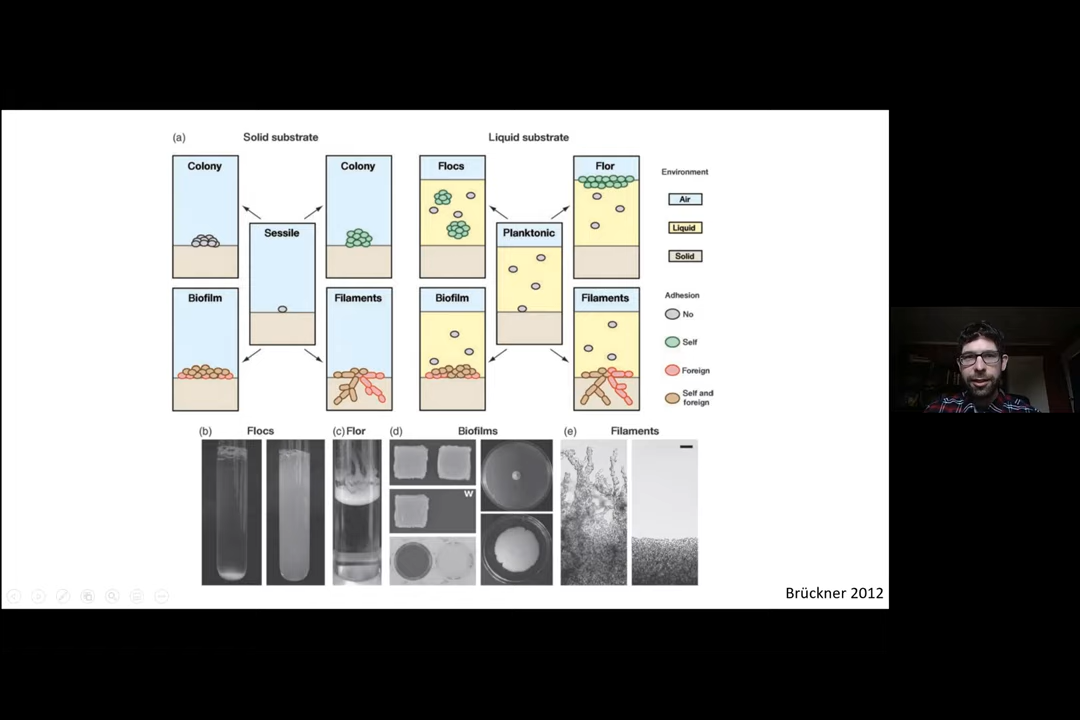 (a)
Solid substrate
Liquid substrate
Colony
Colony
Flocs
Flor
Environment
Air
Sessile
Planktonic
Liquid
Solid
Biofilm
Filaments
Biofilm
Filaments
Adhesion
No
Self
Foreign
Self and
foreign
(b) Flocs
(c) Flor
(d) Biofilms
(e) Filaments
W
Brückner 2012